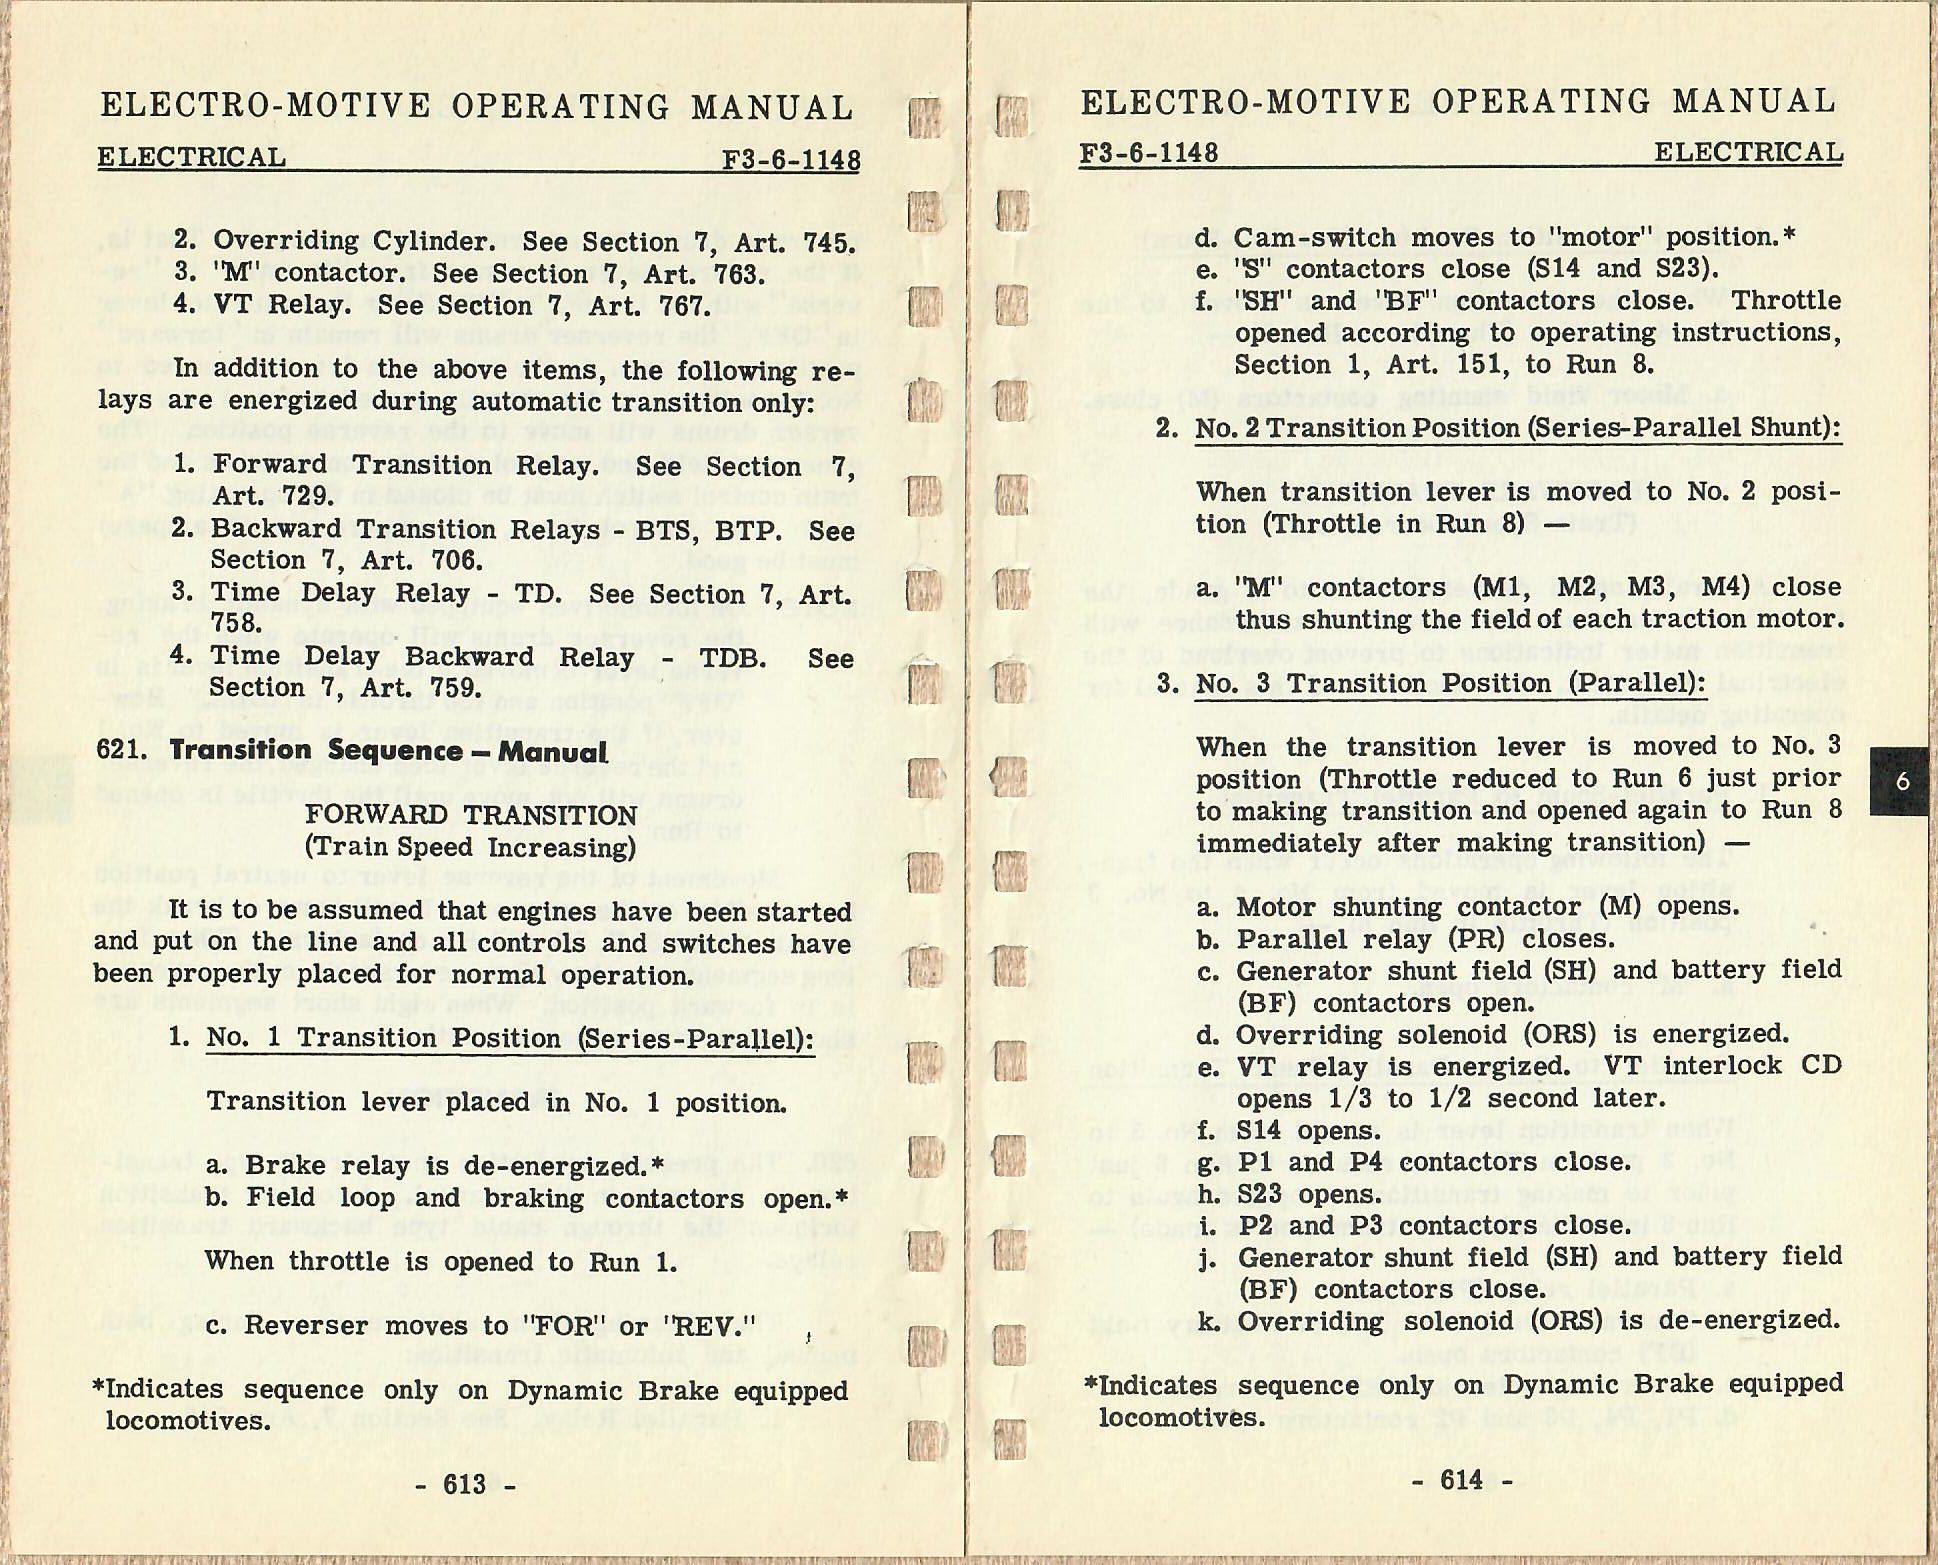 ELECTRO-MOTIVE OPERATING MANUAL
ELECTRICAL F3-6-1148
2. Overriding Cylinder. See Section 7, Art. 745.
3. "M" contactor. See Section 7, Art. 763.
4. VT Relay. See Section 7, Art. 767.
In addition to the above items, the following re-
lays are energized during automatic transition only:
1. Forward Transition Relay. See Section 7,
Art. 729.
2. Backward Transition Relays - BTS, BTP. See
Section 7, Art. 706.
3. Time Delay Relay - TD. See Section 7, Art.
758.
4. Time Delay Backward Relay - TDB. See
Section 7, Art. 759.
621. Transition Sequence — Manual
FORWARD TRANSITION
(Train Speed Increasing)
It is to be assumed that engines have been started
and put on the line and all controls and switches have
been properly placed for normal operation.
1. No. 1 Transition Position (Series-Parallel):
Transition lever placed in No. 1 position.
a. Brake relay is de-energized.*
b. Field loop and braking contactors open.*
When throttle is opened to Run 1.
c. Reverser moves to "FOR" or "REV."
*Indicates sequence only on Dynamic Brake equipped
locomotives.
- 613 -
ELECTRO-MOTIVE OPERATING MANUAL
F3-6-1148 ELECTRICAL
d. Cam-switch moves to "motor" position.*
e. "S" contactors close (S14 and S23).
f. "SH" and "BF" contactors close. Throttle
opened according to operating instructions,
Section 1, Art. 151, to Run 8.
2. No. 2 Transition Position (Series-Parallel Shunt):
When transition lever is moved to No. 2 posi-
tion (Throttle in Run 8) —
a. "M" contactors (M1, M2, M3, M4) close
thus shunting the field of each traction motor.
3. No. 3 Transition Position (Parallel):
When the transition lever is moved to No. 3
position (Throttle reduced to Run 6 just prior
to making transition and opened again to Run 8
immediately after making transition) —
6
a. Motor shunting contactor (M) opens.
b. Parallel relay (PR) closes.
c. Generator shunt field (SH) and battery field
(BF) contactors open.
d. Overriding solenoid (ORS) is energized.
e. VT relay is energized. VT interlock CD
opens 1/3 to 1/2 second later.
f. S14 opens.
g. P1 and P4 contactors close.
h. S23 opens.
i. P2 and P3 contactors close.
j. Generator shunt field (SH) and battery field
(BF) contactors close.
k. Overriding solenoid (ORS) is de-energized.
*Indicates sequence only on Dynamic Brake equipped
locomotives.
- 614 -